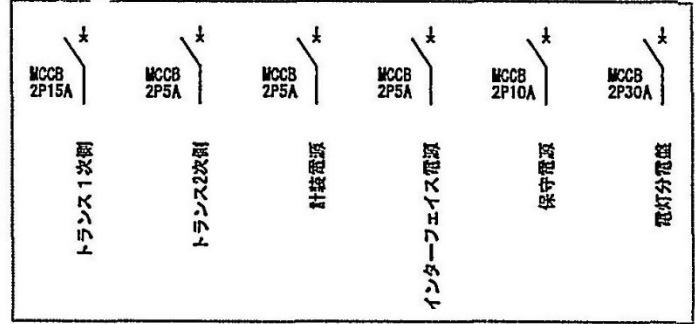 MCCB
2P15A
トランス1次側
MCCB
2P5A
トランス2次側
MCCB
2P5A
計装電源
MCCB
2P5A
インターフェイス電源
MCCB
2P10A
保守電源
MCCB
2P30A
電灯分電盤